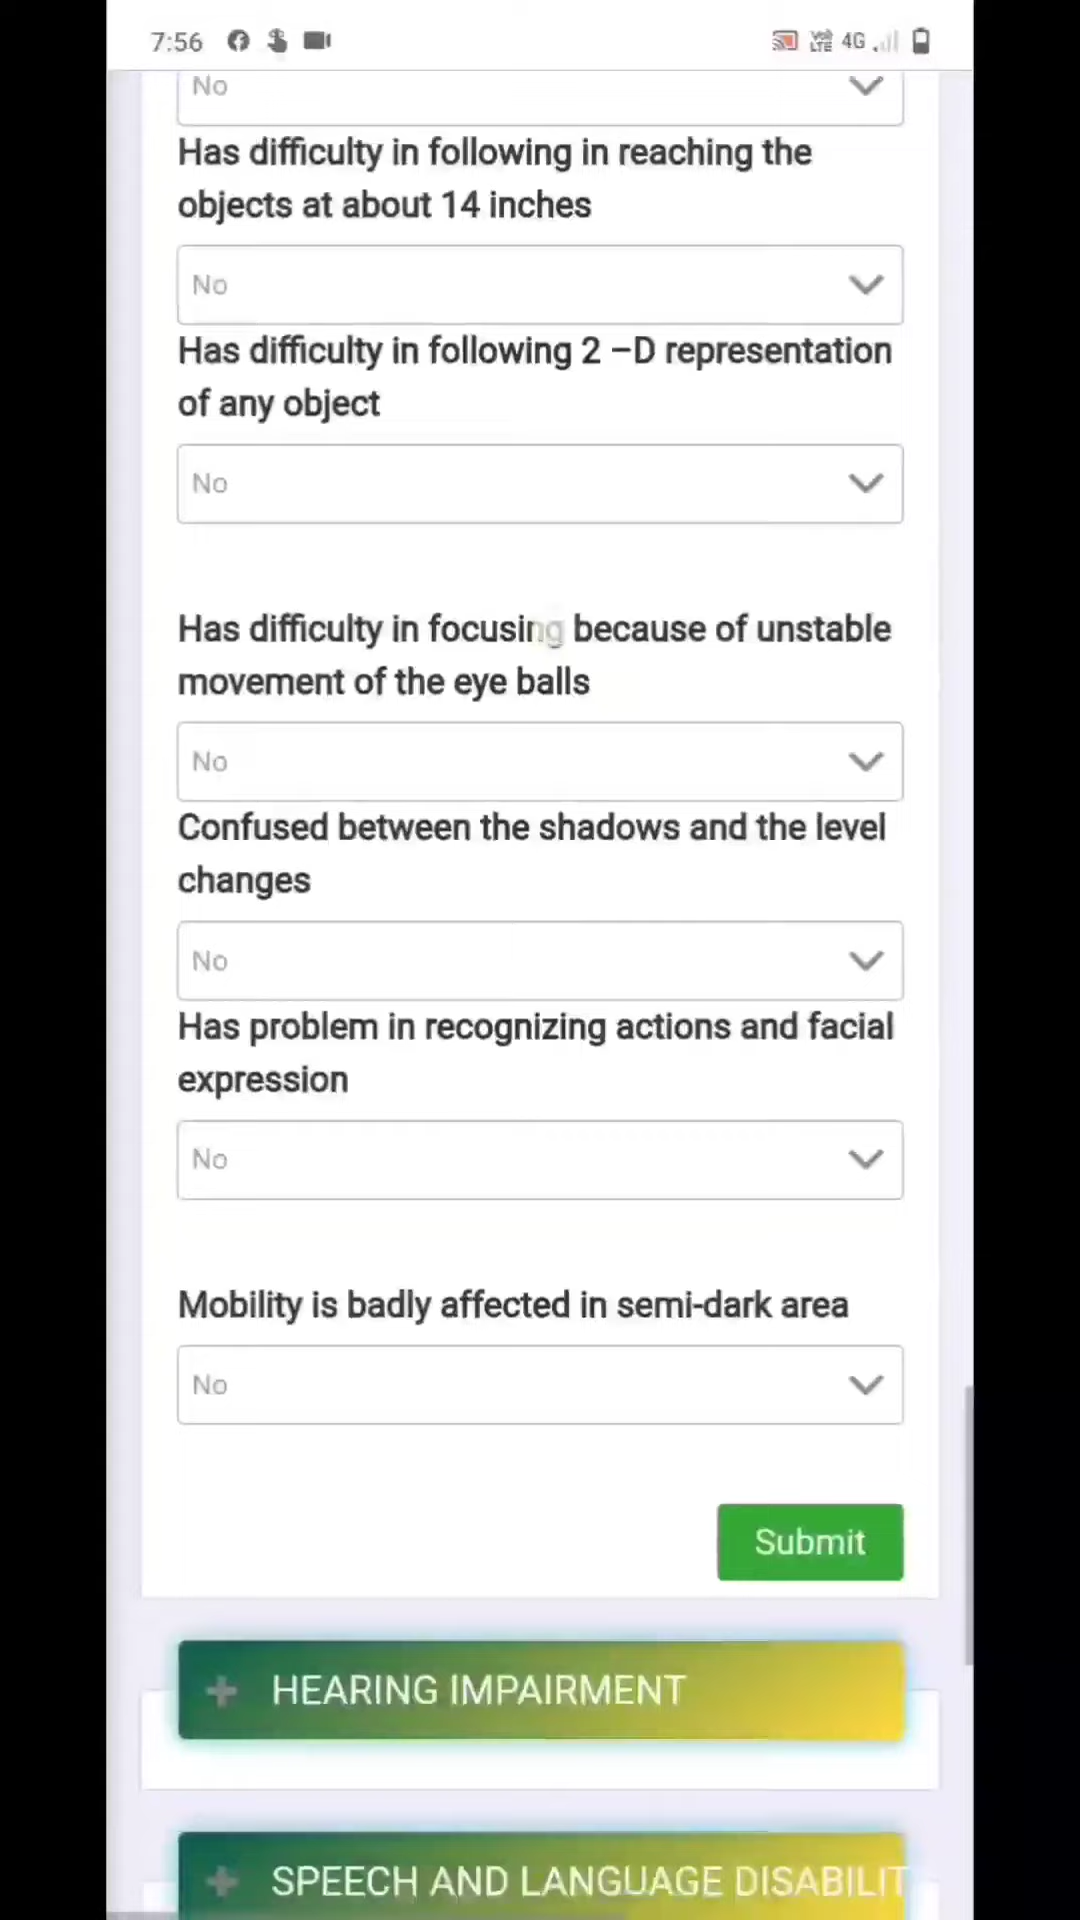 7:56
VoI) LTE 4G
No
Has difficulty in following in reaching the
objects at about 14 inches
No
Has difficulty in following 2 –D representation
of any object
No
Has difficulty in focusing because of unstable
movement of the eye balls
No
Confused between the shadows and the level
changes
No
Has problem in recognizing actions and facial
expression
No
Mobility is badly affected in semi-dark area
No
Submit
HEARING IMPAIRMENT
SPEECH AND LANGUAGE DISABILIT